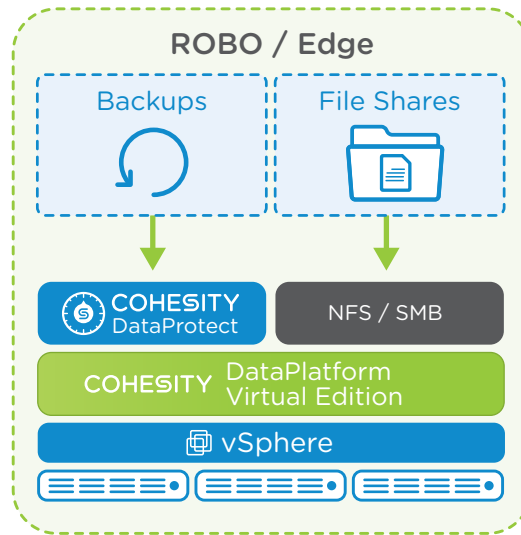 ROBO / Edge
Backups
File Shares
COHESITY
DataProtect
NFS / SMB
COHESITY DataPlatform
Virtual Edition
vSphere